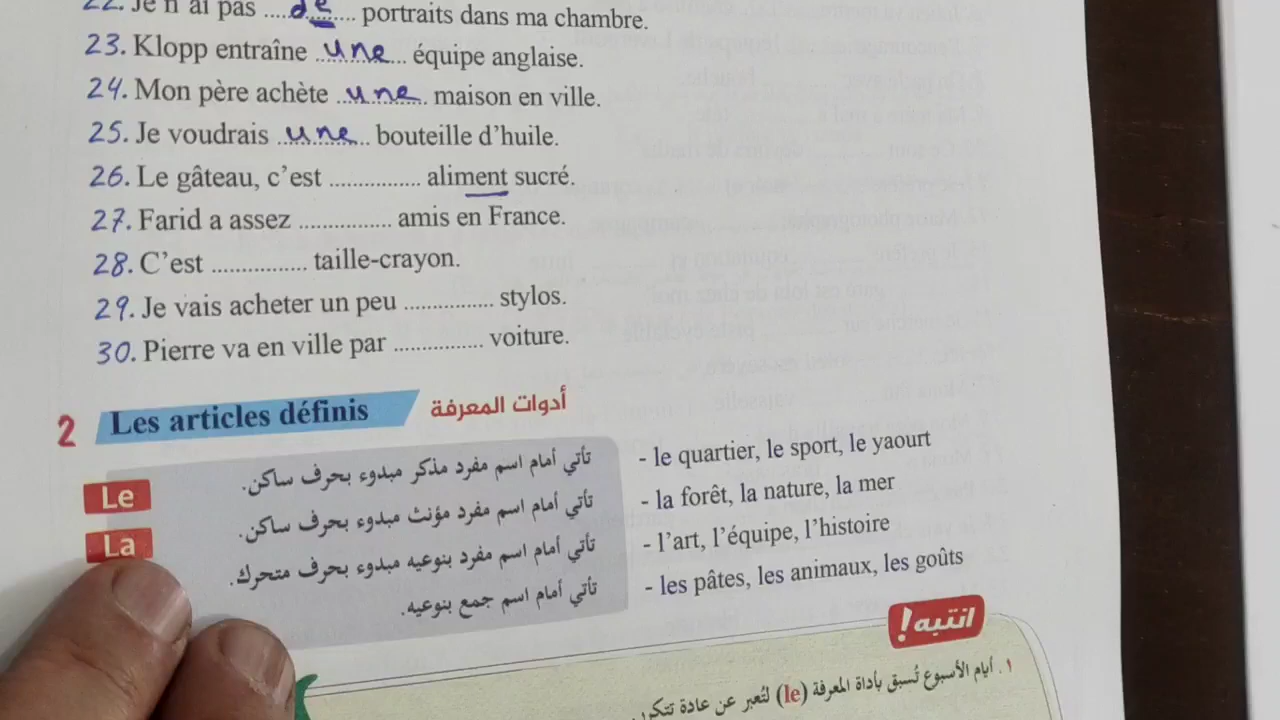 22. Je n'ai pas ....de.... portraits dans ma chambre.
23. Klopp entraîne ..une.. équipe anglaise.
24. Mon père achète ..une.. maison en ville.
25. Je voudrais ..une.. bouteille d'huile.
26. Le gâteau, c'est ............... aliment sucré.
27. Farid a assez ............... amis en France.
28. C'est ............... taille-crayon.
29. Je vais acheter un peu ............... stylos.
30. Pierre va en ville par ............... voiture.
2 Les articles définis أدوات المعرفة
Le تأتي أمام اسم مفرد مذكر مبدوء بحرف ساكن. - le quartier, le sport, le yaourt
La تأتي أمام اسم مفرد مؤنث مبدوء بحرف ساكن. - la forêt, la nature, la mer
تأتي أمام اسم مفرد بنوعيه مبدوء بحرف متحرك. - l'art, l'équipe, l'histoire
تأتي أمام اسم جمع بنوعيه. - les pâtes, les animaux, les goûts
انتبه!
١. أيام الأسبوع تُسبق بأداة المعرفة (le) لتُعبر عن عادة تتكرر